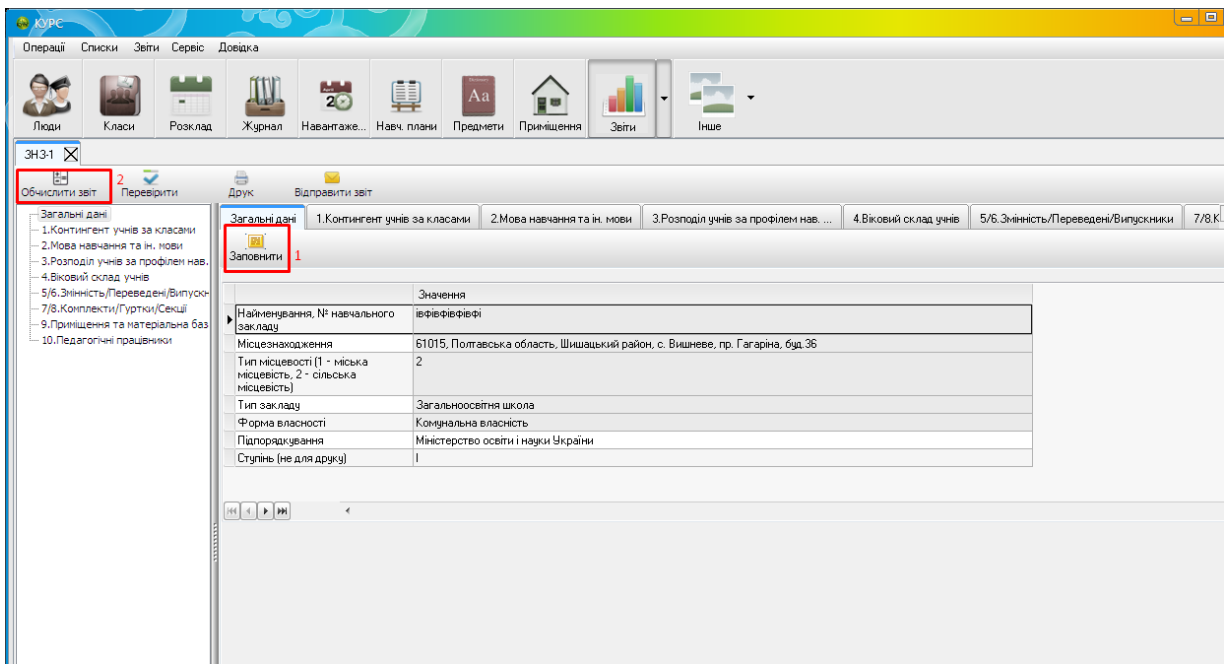 КУРС
Операції Списки Звіти Сервіс Довідка
2
Aa
Люди Класи Розклад Журнал Навантаже... Навч. плани Предмети Приміщення Звіти Інше
ЗНЗ-1
2
Обчислити звіт Перевірити Друк Відправити звіт
Загальні дані
1.Контингент учнів за класами
2.Мова навчання та ін. мови
3.Розподіл учнів за профілем нав.
4.Віковий склад учнів
5/6.Змінність/Переведені/Випускн
7/8.Комплекти/Гуртки/Секції
9.Приміщення та матеріальна баз
10.Педагогічні працівники
Загальні дані 1.Контингент учнів за класами 2.Мова навчання та ін. мови 3.Розподіл учнів за профілем нав. ... 4.Віковий склад учнів 5/6.Змінність/Переведені/Випускники 7/8.К
Заповнити 1
Значення
Найменування, № навчального закладу івфівфівфівфі
Місцезнаходження 61015, Полтавська область, Шишацький район, с. Вишневе, пр. Гагаріна, буд.36
Тип місцевості (1 - міська 2
місцевість, 2 - сільська
місцевість)
Тип закладу Загальноосвітня школа
Форма власності Комунальна власність
Підпорядкування Міністерство освіти і науки України
Ступінь (не для друку) I